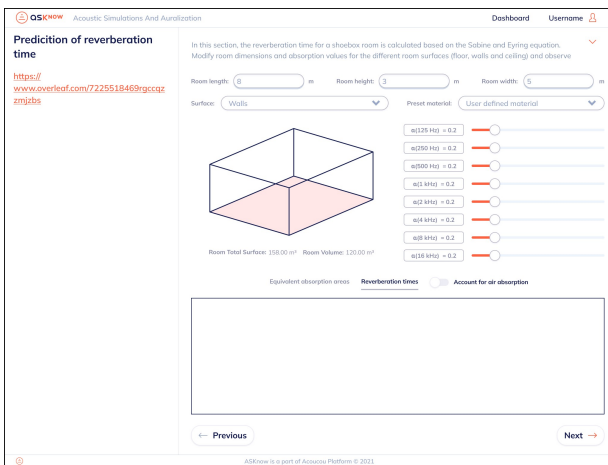 ASKNOW Acoustic Simulations And Auralization Dashboard Username
Predicition of reverberation
time
https://
www.overleaf.com/7225518469rgccqz
zmjzbs
In this section, the reverberation time for a shoebox room is calculated based on the Sabine and Eyring equation.
Modify room dimensions and absorption values for the different room surfaces (floor, walls and ceiling) and observe
Room length: 8 m Room height: 3 m Room width: 5 m
Surface: Walls Preset material: User defined material
α(125 Hz) = 0.2
α(250 Hz) = 0.2
α(500 Hz) = 0.2
α(1 kHz) = 0.2
α(2 kHz) = 0.2
α(4 kHz) = 0.2
α(8 kHz) = 0.2
α(16 kHz) = 0.2
Room Total Surface: 158.00 m² Room Volume: 120.00 m³
Equivalent absorption areas Reverberation times Account for air absorption
← Previous Next →
ASKnow is a part of Acoucou Platform © 2021